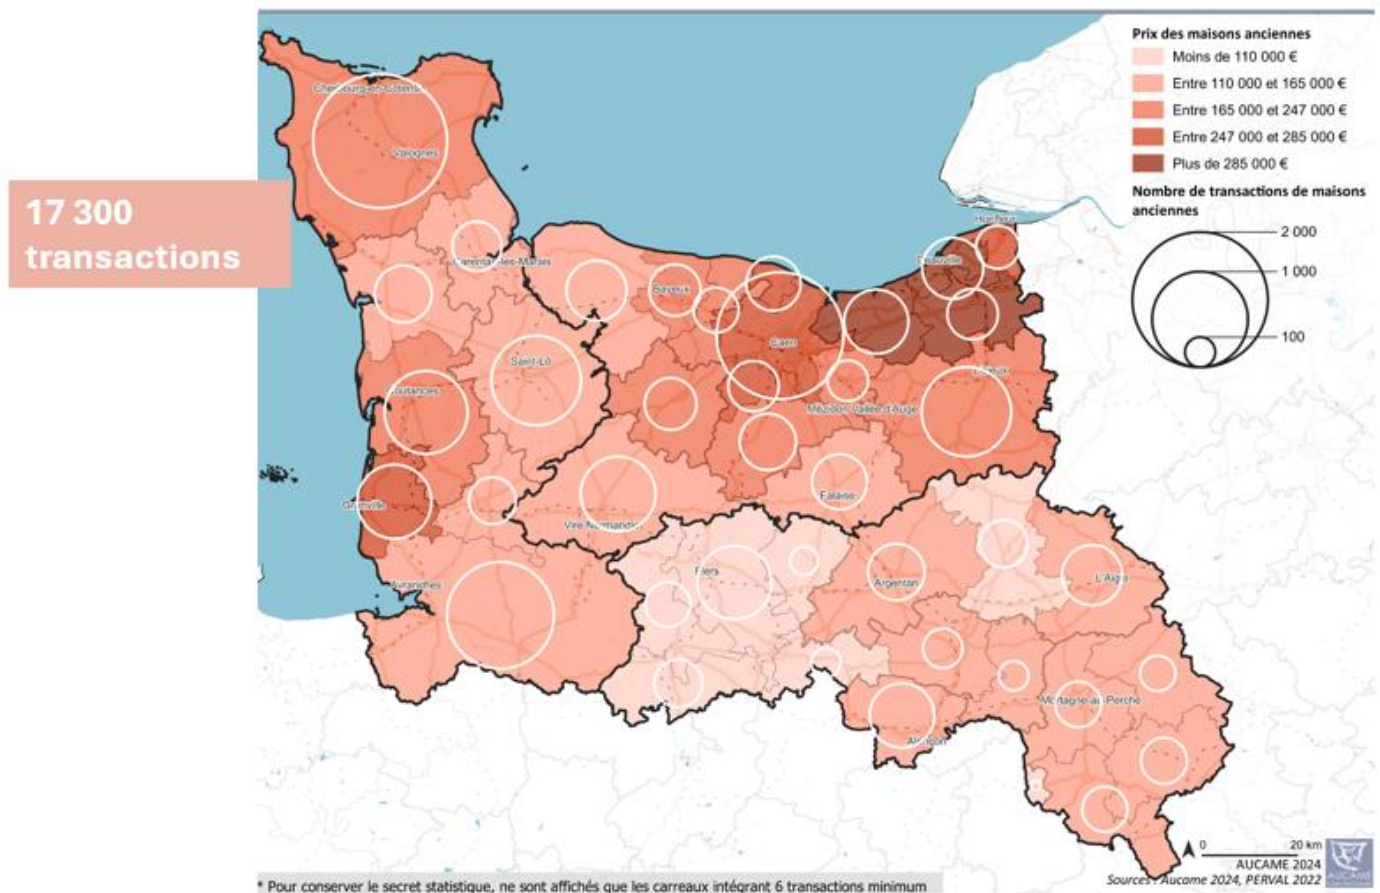 17 300
transactions
Prix des maisons anciennes
Moins de 110 000 €
Entre 110 000 et 165 000 €
Entre 165 000 et 247 000 €
Entre 247 000 et 285 000 €
Plus de 285 000 €
Nombre de transactions de maisons
anciennes
2 000
1 000
100
Cherbourg-en-Cotentin
Valognes
Carentan-les-Marais
Honfleur
Deauville
Bayeux
Caen
Saint-Lô
Coutances
Lisieux
Mézidon Vallée d'Auge
Granville
Vire Normandie
Falaise
Avranches
Flers
Argentan
L'Aigle
Mortagne-au-Perche
Alençon
0 20 km
AUCAME 2024
Sources : Aucame 2024, PERVAL 2022
AUCAME
* Pour conserver le secret statistique, ne sont affichés que les carreaux intégrant 6 transactions minimum